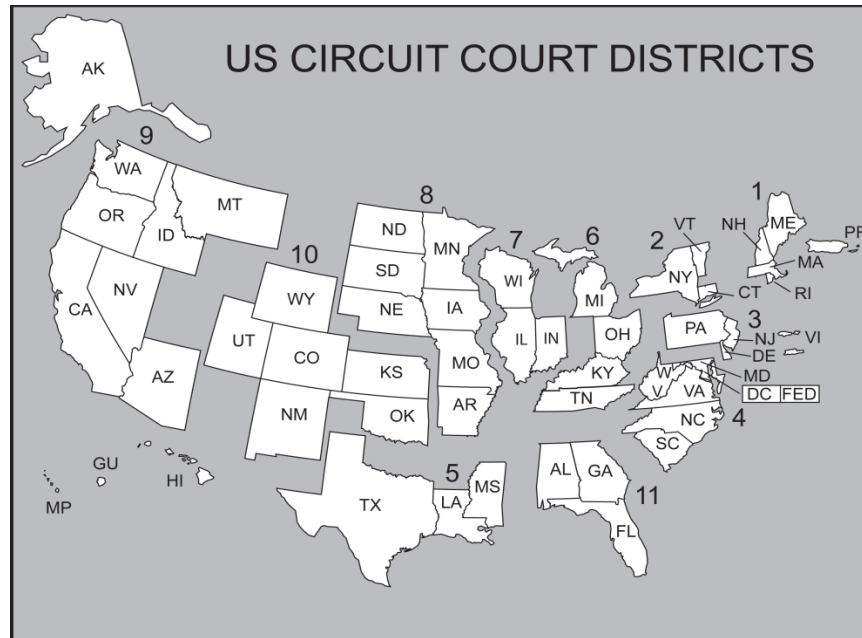 US CIRCUIT COURT DISTRICTS
AK
9
WA
MT
OR
ID
NV
CA
AZ
GU
HI
MP
10
WY
UT
CO
NM
KS
OK
8
ND
MN
SD
NE
IA
MO
AR
7
WI
IL
IN
6
MI
OH
KY
TN
5
TX
LA
MS
11
AL
GA
FL
4
MD
DC FED
W
V
VA
NC
SC
3
PA
NJ
DE
VI
2
VT
NY
CT
1
ME
NH
MA
RI
PR